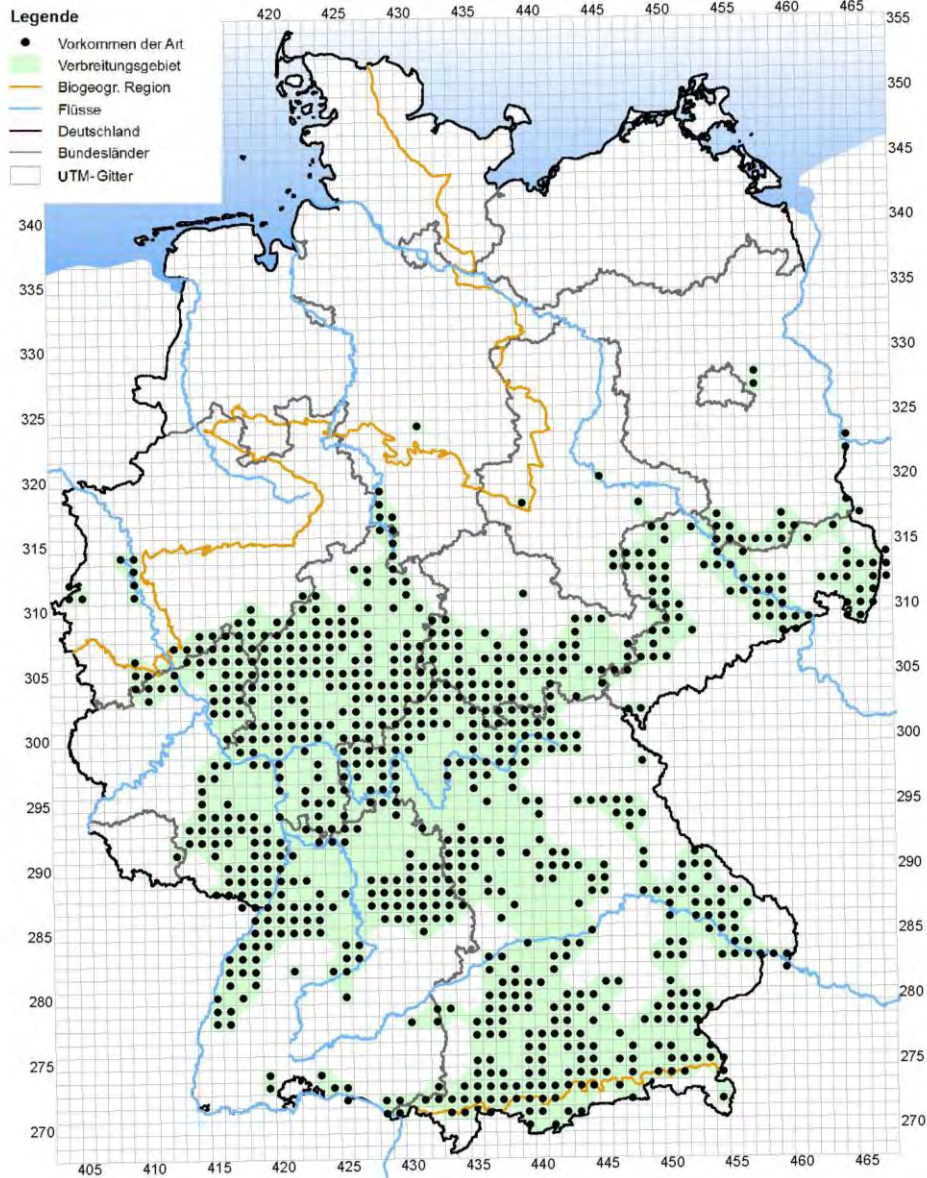 Legende
Vorkommen der Art
Verbreitungsgebiet
Biogeogr. Region
Flüsse
Deutschland
Bundesländer
UTM-Gitter
420 425 430 435 440 445 450 455 460 465
355
350
345
340 340
335 335
330 330
325 325
320 320
315 315
310 310
305 305
300 300
295 295
290 290
285 285
280 280
275 275
270 270
405 410 415 420 425 430 435 440 445 450 455 460 465